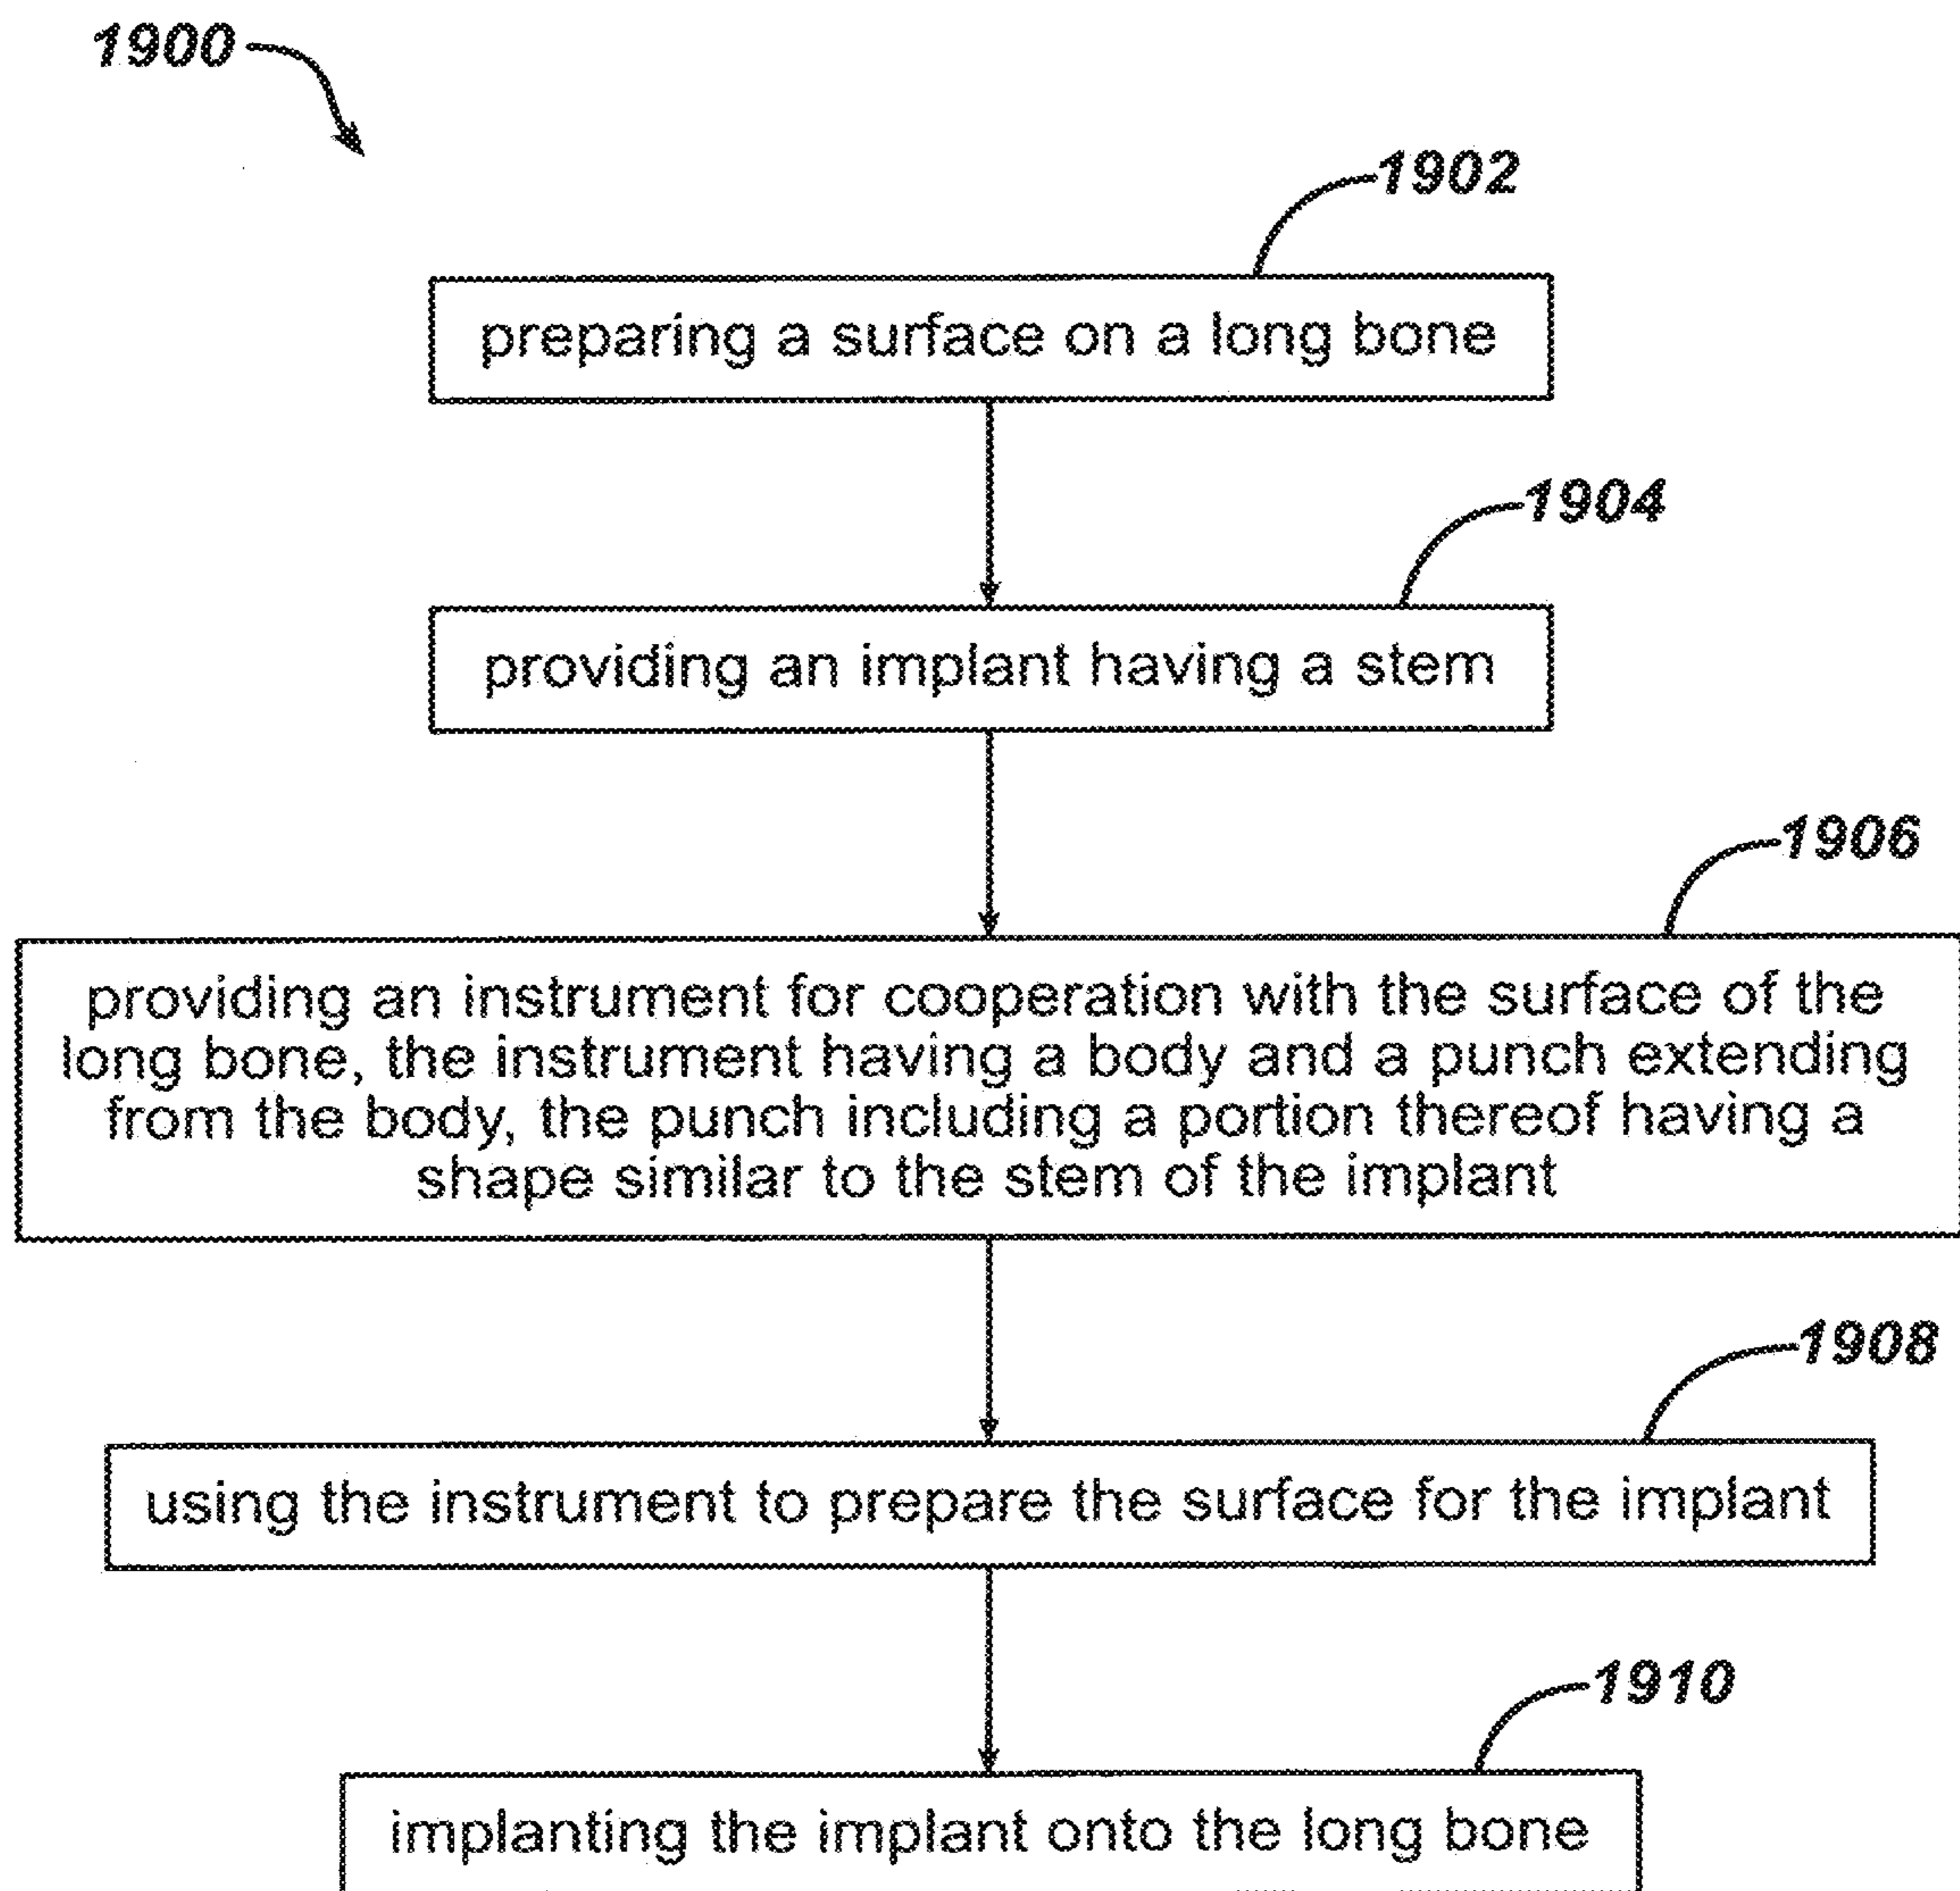 1900
1902
preparing a surface on a long bone
1904
providing an implant having a stem
1906
providing an instrument for cooperation with the surface of the
long bone, the instrument having a body and a punch extending
from the body, the punch including a portion thereof having a
shape similar to the stem of the implant
1908
using the instrument to prepare the surface for the implant
1910
implanting the implant onto the long bone